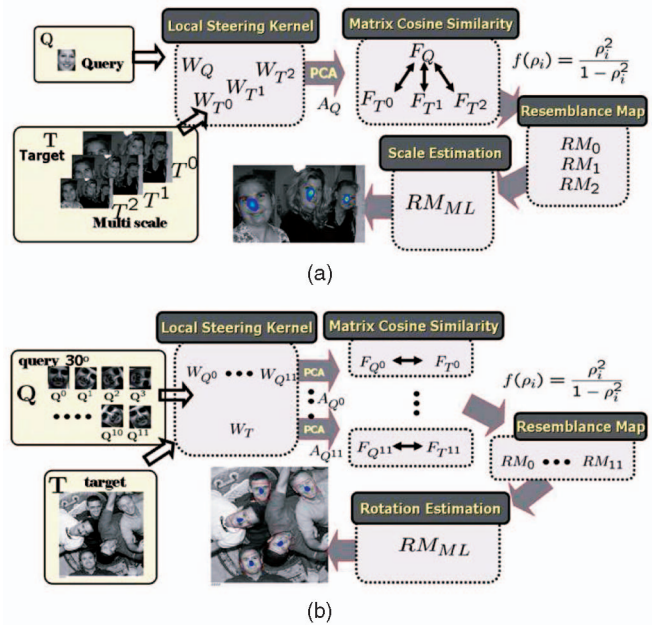 Local Steering Kernel
Matrix Cosine Similarity
Q
Query
W_Q
W_{T^2}
W_{T^1}
W_{T^0}
PCA
A_Q
F_Q
F_{T^0} F_{T^1} F_{T^2}
f(ρ_i) = ρ_i^2 / 1 − ρ_i^2
Resemblance Map
RM_0
RM_1
RM_2
T
Target
T^0
T^1
T^2
Multi scale
Scale Estimation
RM_{ML}
(a)
Local Steering Kernel
Matrix Cosine Similarity
query 30°
Q
Q^0 Q^1 Q^2 Q^3
Q^{10} Q^{11}
W_{Q^0} •••• W_{Q^{11}}
W_T
PCA
A_{Q^0}
PCA
A_{Q^{11}}
F_{Q^0} F_{T^0}
F_{Q^{11}} F_{T^{11}}
f(ρ_i) = ρ_i^2 / 1 − ρ_i^2
Resemblance Map
RM_0 ••• RM_{11}
T
target
Rotation Estimation
RM_{ML}
(b)